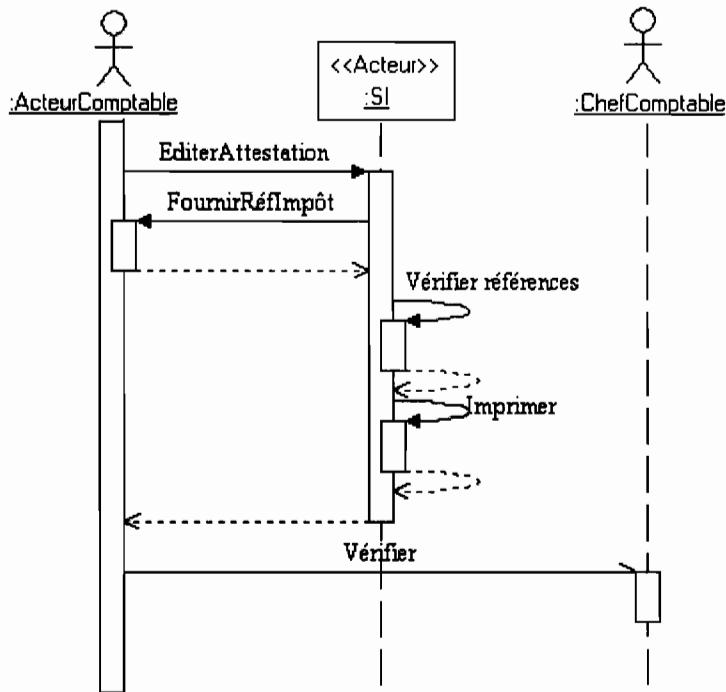 <<Acteur>>
:SI
:ActeurComptable
:ChefComptable
EditerAttestation
FournirRéfImpôt
Vérifier références
Imprimer
Vérifier